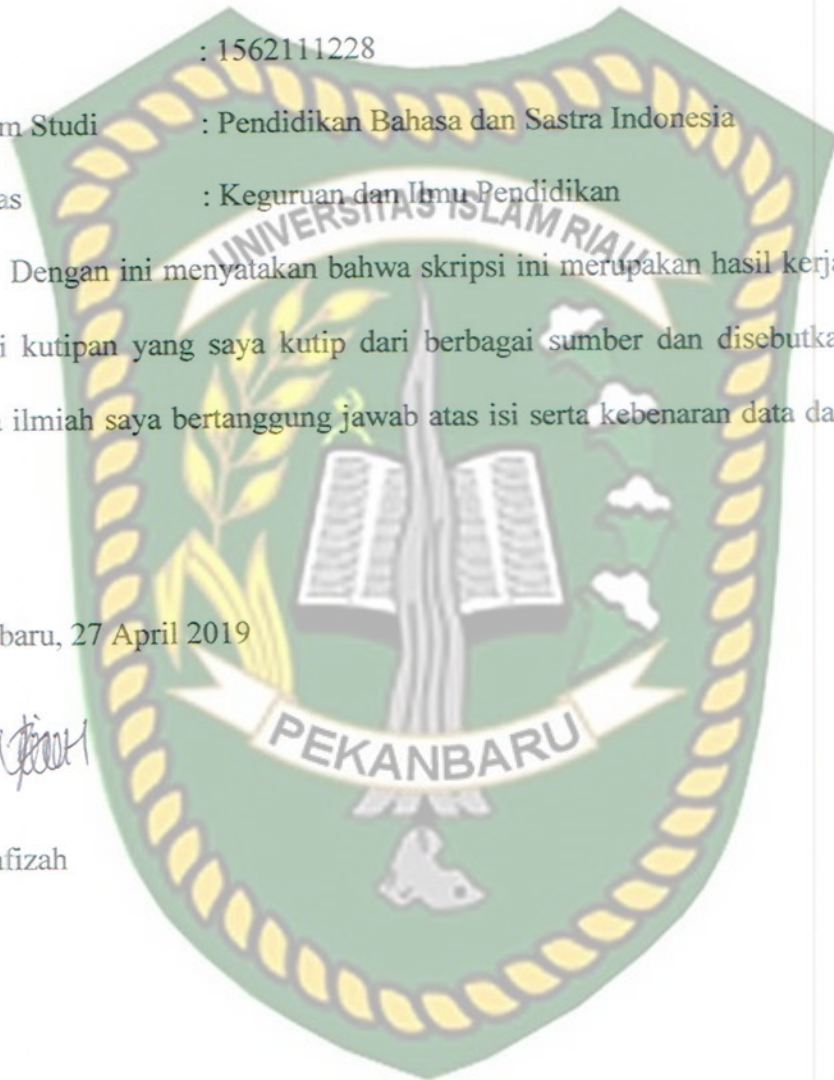 : 1562111228
m Studi : Pendidikan Bahasa dan Sastra Indonesia
as : Keguruan dan Ilmu Pendidikan
UNIVERSITAS ISLAM RIAU
Dengan ini menyatakan bahwa skripsi ini merupakan hasil kerja
i kutipan yang saya kutip dari berbagai sumber dan disebutka
ilmiah saya bertanggung jawab atas isi serta kebenaran data da
baru, 27 April 2019
PEKANBARU
afizah